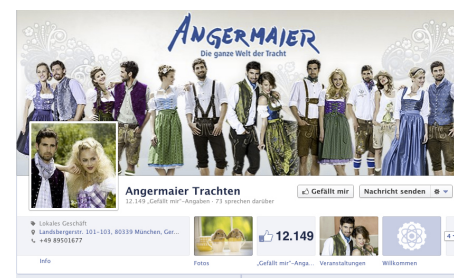 ANGERMAIER
Die ganze Welt der Tracht
Angermaier Trachten
12.149 „Gefällt mir“-Angaben · 73 sprechen darüber
Gefällt mir
Nachricht senden
Lokales Geschäft
Landsbergerstr. 101-103, 80339 München, Ger...
+49 89501677
12.149
4
Info
Fotos
„Gefällt mir“-Anga...
Veranstaltungen
Willkommen